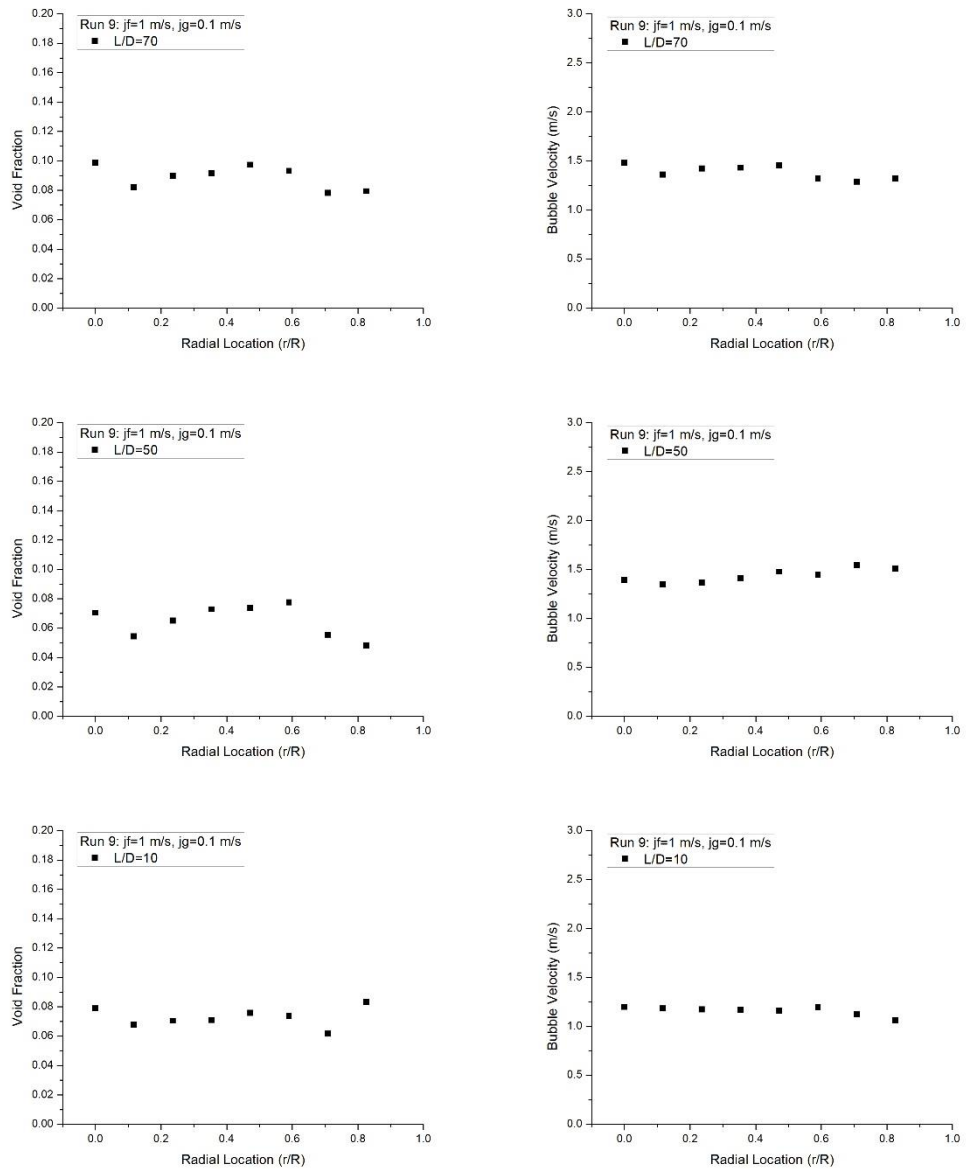 Run 9: jf=1 m/s, jg=0.1 m/s
L/D=70
0.20
0.18
0.16
0.14
0.12
0.10
0.08
0.06
0.04
0.02
0.00
Void Fraction
0.0 0.2 0.4 0.6 0.8 1.0
Radial Location (r/R)
Run 9: jf=1 m/s, jg=0.1 m/s
L/D=70
3.0
2.5
2.0
1.5
1.0
0.5
0.0
Bubble Velocity (m/s)
0.0 0.2 0.4 0.6 0.8 1.0
Radial Location (r/R)
Run 9: jf=1 m/s, jg=0.1 m/s
L/D=50
0.20
0.18
0.16
0.14
0.12
0.10
0.08
0.06
0.04
0.02
0.00
Void Fraction
0.0 0.2 0.4 0.6 0.8 1.0
Radial Location (r/R)
Run 9: jf=1 m/s, jg=0.1 m/s
L/D=50
3.0
2.5
2.0
1.5
1.0
0.5
0.0
Bubble Velocity (m/s)
0.0 0.2 0.4 0.6 0.8 1.0
Radial Location (r/R)
Run 9: jf=1 m/s, jg=0.1 m/s
L/D=10
0.20
0.18
0.16
0.14
0.12
0.10
0.08
0.06
0.04
0.02
0.00
Void Fraction
0.0 0.2 0.4 0.6 0.8 1.0
Radial Location (r/R)
Run 9: jf=1 m/s, jg=0.1 m/s
L/D=10
3.0
2.5
2.0
1.5
1.0
0.5
0.0
Bubble Velocity (m/s)
0.0 0.2 0.4 0.6 0.8 1.0
Radial Location (r/R)